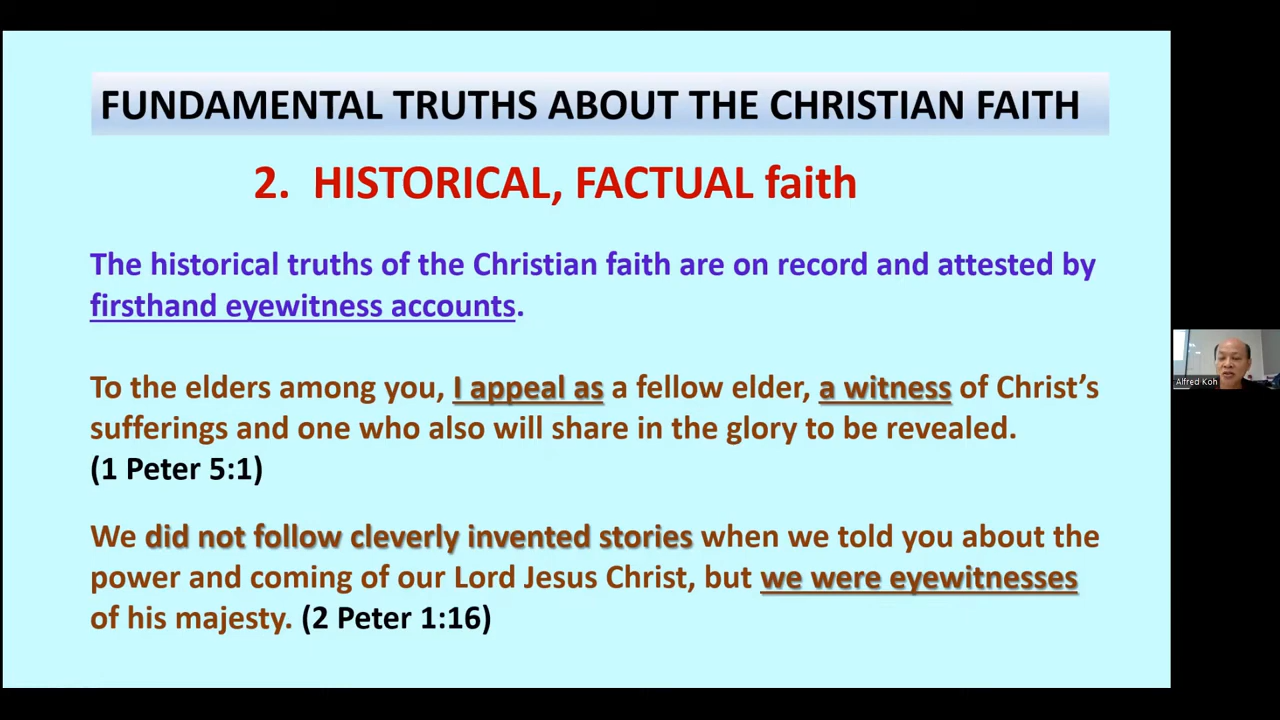 FUNDAMENTAL TRUTHS ABOUT THE CHRISTIAN FAITH
2. HISTORICAL, FACTUAL faith
The historical truths of the Christian faith are on record and attested by
firsthand eyewitness accounts.
To the elders among you, I appeal as a fellow elder, a witness of Christ’s
sufferings and one who also will share in the glory to be revealed.
(1 Peter 5:1)
We did not follow cleverly invented stories when we told you about the
power and coming of our Lord Jesus Christ, but we were eyewitnesses
of his majesty. (2 Peter 1:16)
Alfred Koh